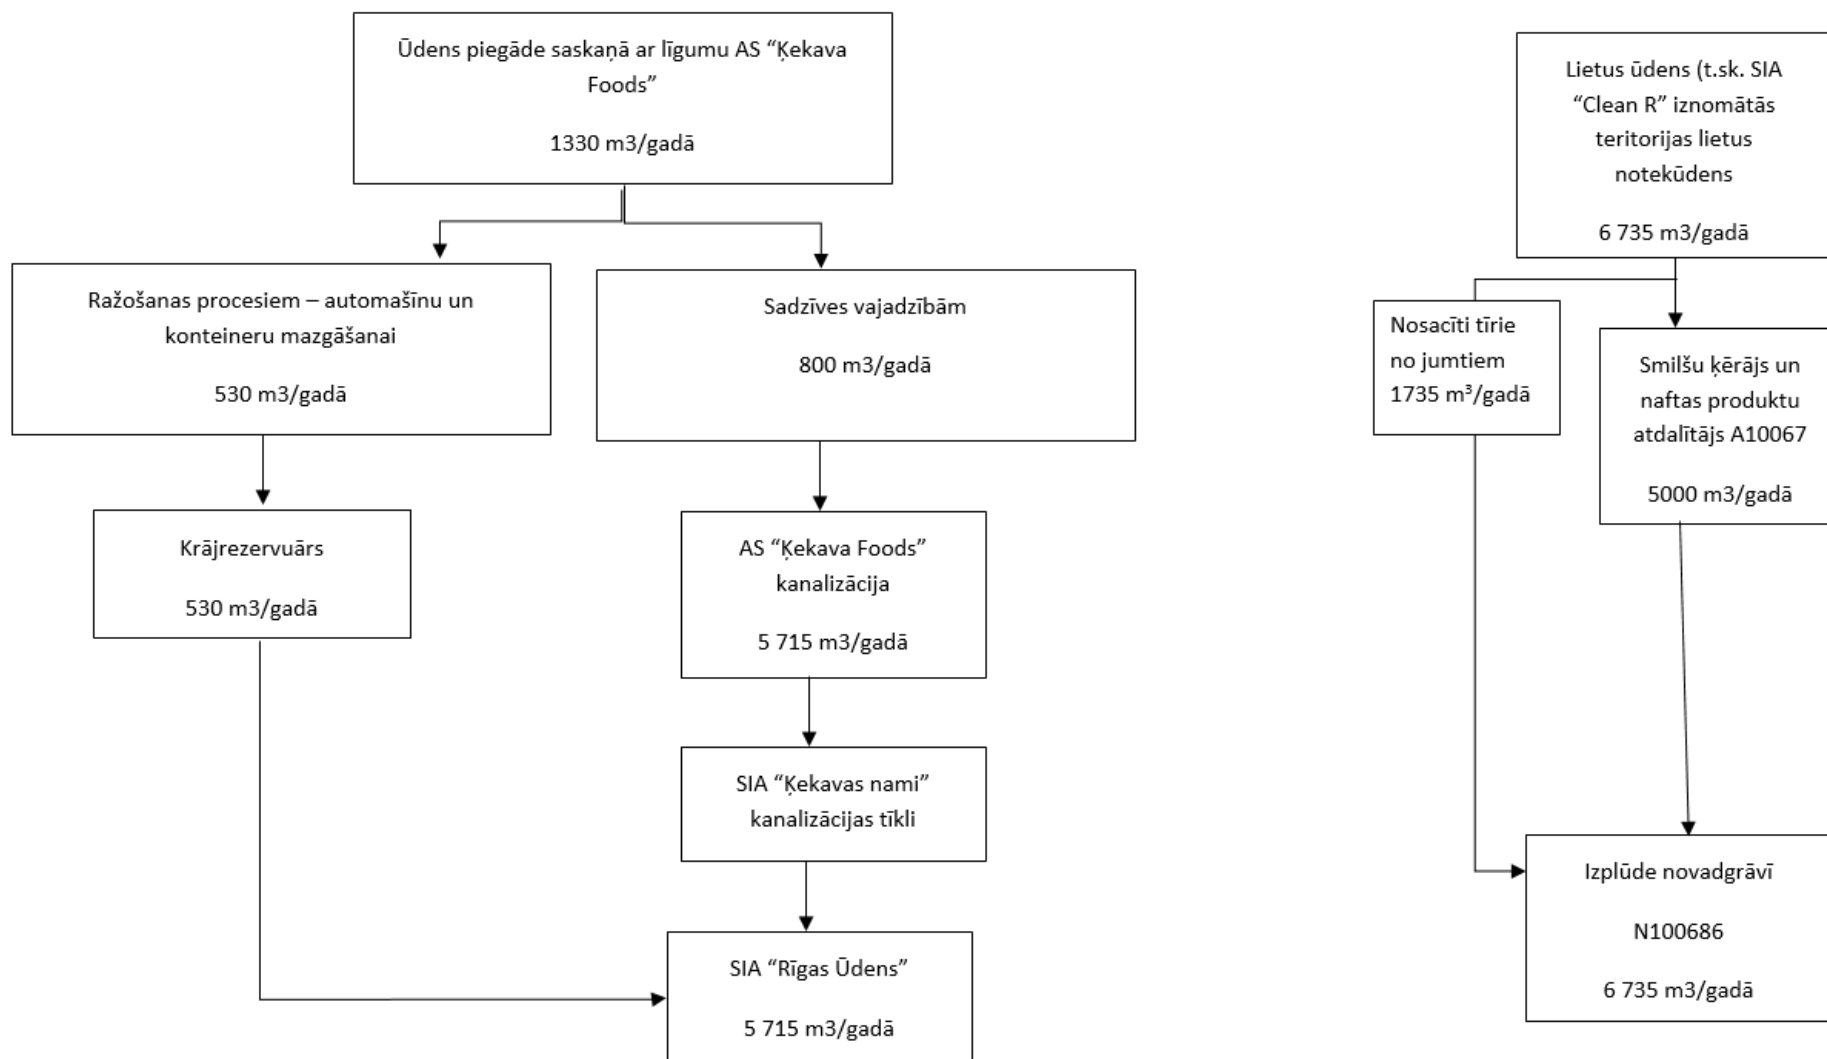 Ūdens piegāde saskaņā ar līgumu AS “Ķekava
Foods”
1330 m3/gadā
Ražošanas procesiem – automašīnu un
konteineru mazgāšanai
530 m3/gadā
Sadzīves vajadzībām
800 m3/gadā
Krājrezervuārs
530 m3/gadā
AS “Ķekava Foods”
kanalizācija
5 715 m3/gadā
SIA “Ķekavas nami”
kanalizācijas tīkli
SIA “Rīgas Ūdens”
5 715 m3/gadā
Lietus ūdens (t.sk. SIA
“Clean R” iznomātās
teritorijas lietus
notekūdens
6 735 m3/gadā
Nosacīti tīrie
no jumtiem
1735 m³/gadā
Smilšu ķērājs un
naftas produktu
atdalītājs A10067
5000 m3/gadā
Izplūde novadgrāvī
N100686
6 735 m3/gadā